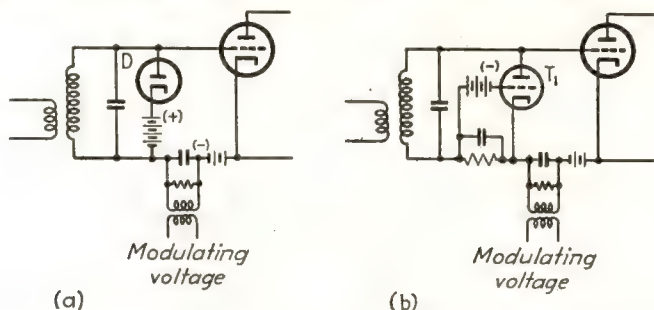 D
(+)
(-)
Modulating
voltage
(a)
(-)
T₁
Modulating
voltage
(b)